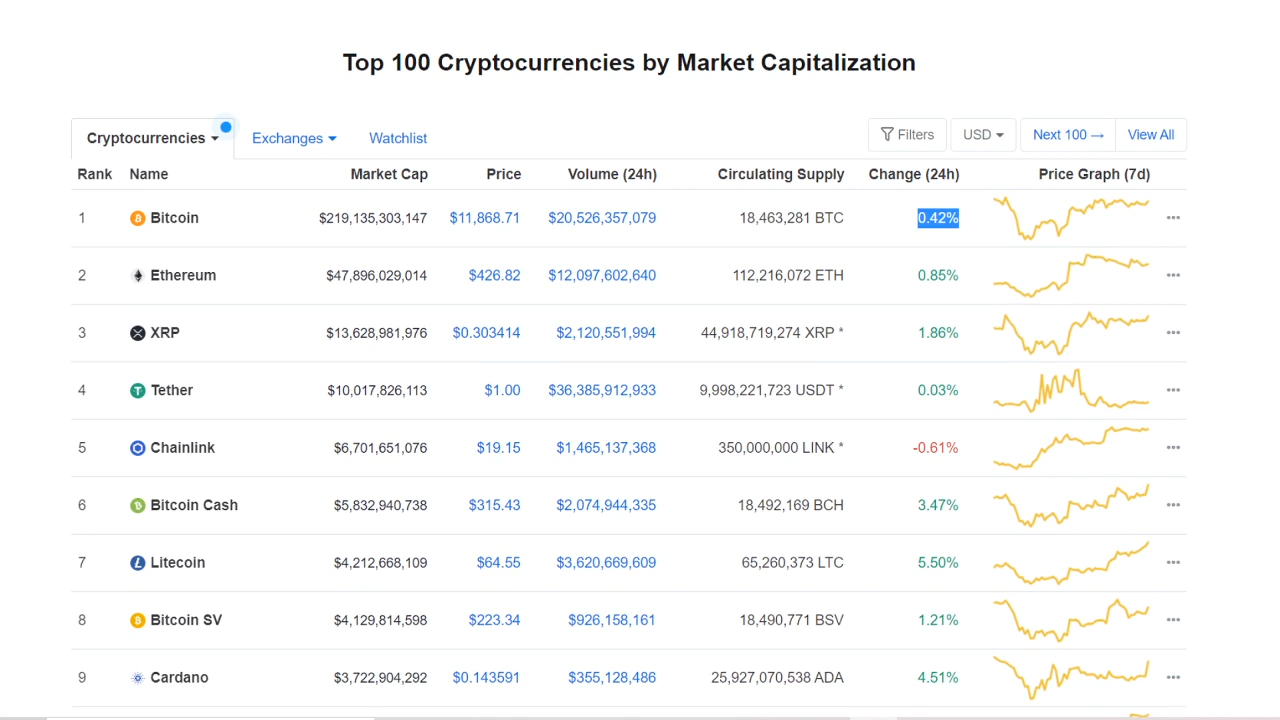 Top 100 Cryptocurrencies by Market Capitalization
Cryptocurrencies Exchanges Watchlist Filters USD Next 100 → View All
Rank Name Market Cap Price Volume (24h) Circulating Supply Change (24h) Price Graph (7d)
1 Bitcoin $219,135,303,147 $11,868.71 $20,526,357,079 18,463,281 BTC 0.42%
2 Ethereum $47,896,029,014 $426.82 $12,097,602,640 112,216,072 ETH 0.85%
3 XRP $13,628,981,976 $0.303414 $2,120,551,994 44,918,719,274 XRP * 1.86%
4 Tether $10,017,826,113 $1.00 $36,385,912,933 9,998,221,723 USDT * 0.03%
5 Chainlink $6,701,651,076 $19.15 $1,465,137,368 350,000,000 LINK * -0.61%
6 Bitcoin Cash $5,832,940,738 $315.43 $2,074,944,335 18,492,169 BCH 3.47%
7 Litecoin $4,212,668,109 $64.55 $3,620,669,609 65,260,373 LTC 5.50%
8 Bitcoin SV $4,129,814,598 $223.34 $926,158,161 18,490,771 BSV 1.21%
9 Cardano $3,722,904,292 $0.143591 $355,128,486 25,927,070,538 ADA 4.51%